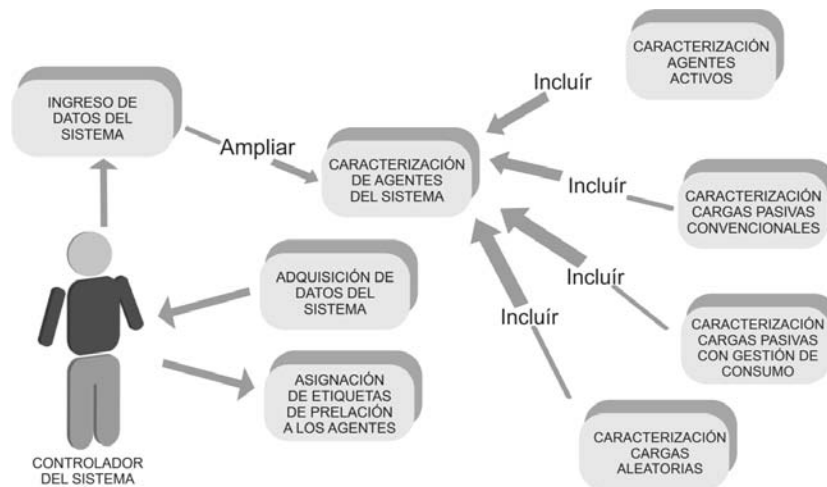 CARACTERIZACIÓN
AGENTES
ACTIVOS
Incluír
INGRESO DE
DATOS DEL
SISTEMA
Ampliar
CARACTERIZACIÓN
DE AGENTES
DEL SISTEMA
Incluír
CARACTERIZACIÓN
CARGAS PASIVAS
CONVENCIONALES
ADQUISICIÓN DE
DATOS DEL
SISTEMA
Incluír
Incluír
CARACTERIZACIÓN
CARGAS PASIVAS
CON GESTIÓN DE
CONSUMO
ASIGNACIÓN
DE ETIQUETAS
DE PRELACIÓN
A LOS AGENTES
CARACTERIZACIÓN
CARGAS
ALEATORIAS
CONTROLADOR
DEL SISTEMA